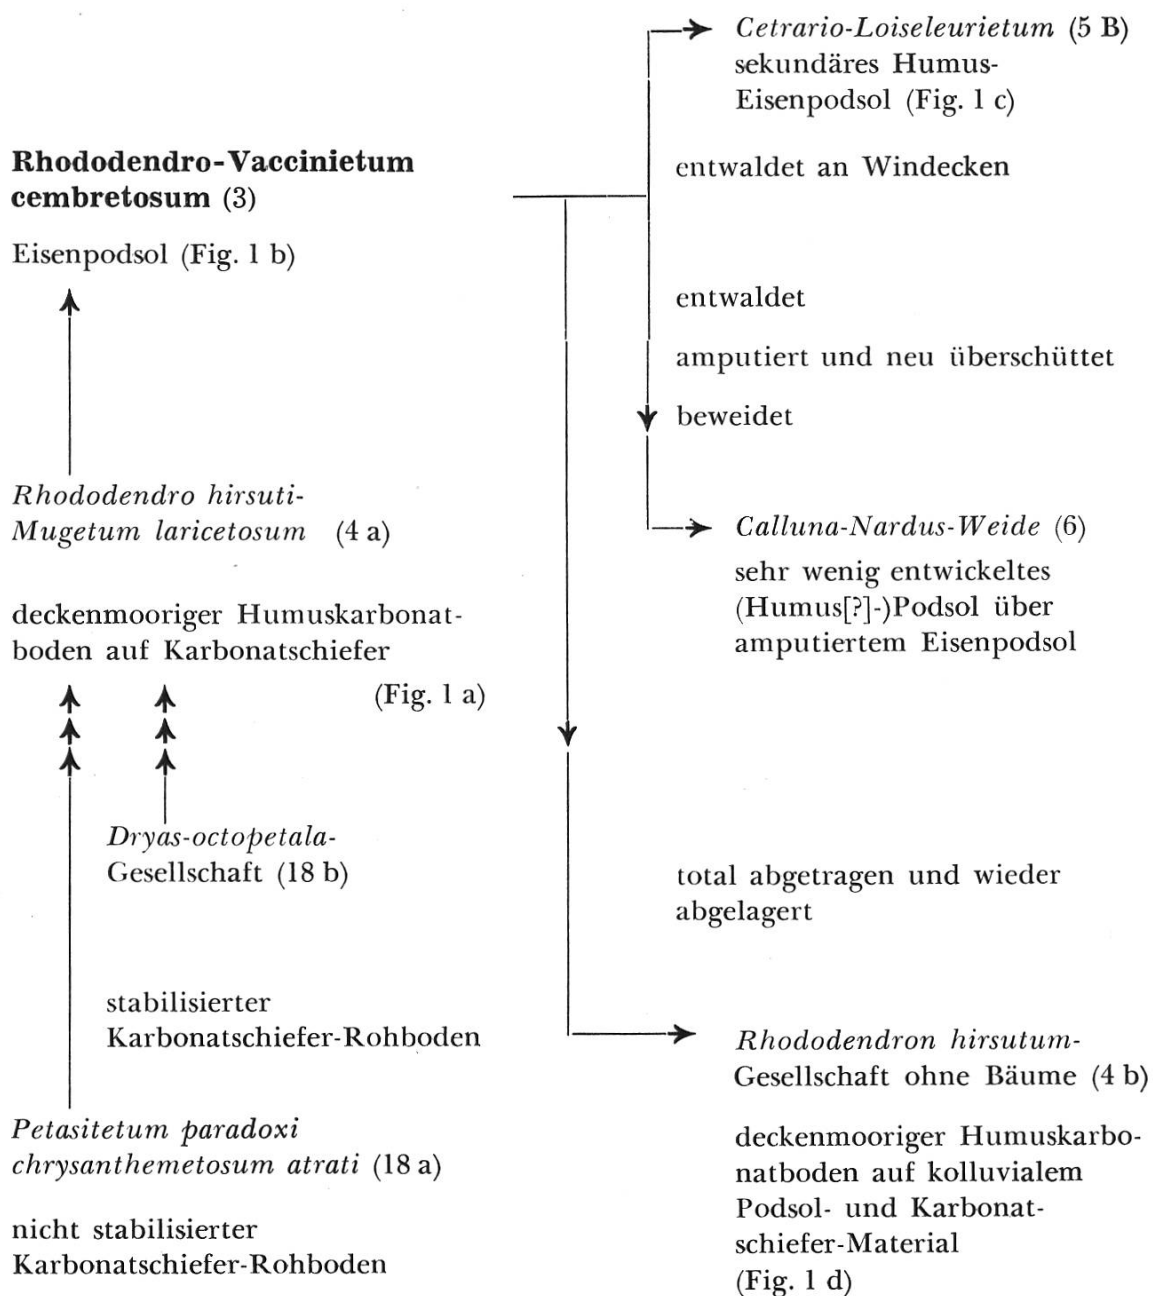 Cetrario-Loiseleurietum (5 B)
sekundäres Humus-
Eisenpodsol (Fig. 1 c)
Rhododendro-Vaccinietum
cembretosum (3)
entwaldet an Windecken
Eisenpodsol (Fig. 1 b)
entwaldet
amputiert und neu überschüttet
beweidet
Rhododendro hirsuti-
Mugetum laricetosum (4 a)
Calluna-Nardus-Weide (6)
sehr wenig entwickeltes
(Humus[?]-)Podsol über
amputiertem Eisenpodsol
deckenmooriger Humuskarbonat-
boden auf Karbonatschiefer
(Fig. 1 a)
Dryas-octopetala-
Gesellschaft (18 b)
total abgetragen und wieder
abgelagert
stabilisierter
Karbonatschiefer-Rohboden
Rhododendron hirsutum-
Gesellschaft ohne Bäume (4 b)
Petasitetum paradoxi
chrysanthemetosum atrati (18 a)
deckenmooriger Humuskarbo-
natboden auf kolluvialem
Podsol- und Karbonat-
schiefer-Material
(Fig. 1 d)
nicht stabilisierter
Karbonatschiefer-Rohboden